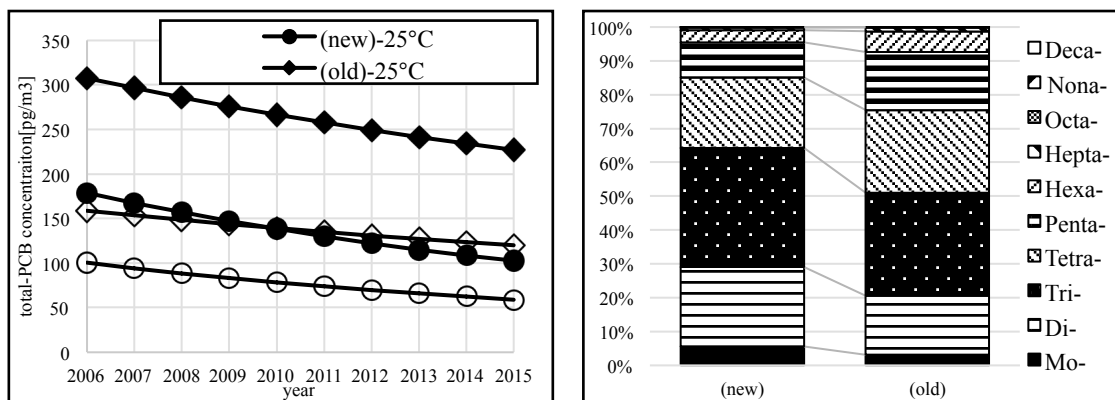 350
300
250
200
150
100
50
0
total-PCB concentraiton[pg/m3]
(new)-25°C
(old)-25°C
2006 2007 2008 2009 2010 2011 2012 2013 2014 2015
year
100%
90%
80%
70%
60%
50%
40%
30%
20%
10%
0%
(new) (old)
Deca-
Nona-
Octa-
Hepta-
Hexa-
Penta-
Tetra-
Tri-
Di-
Mo-